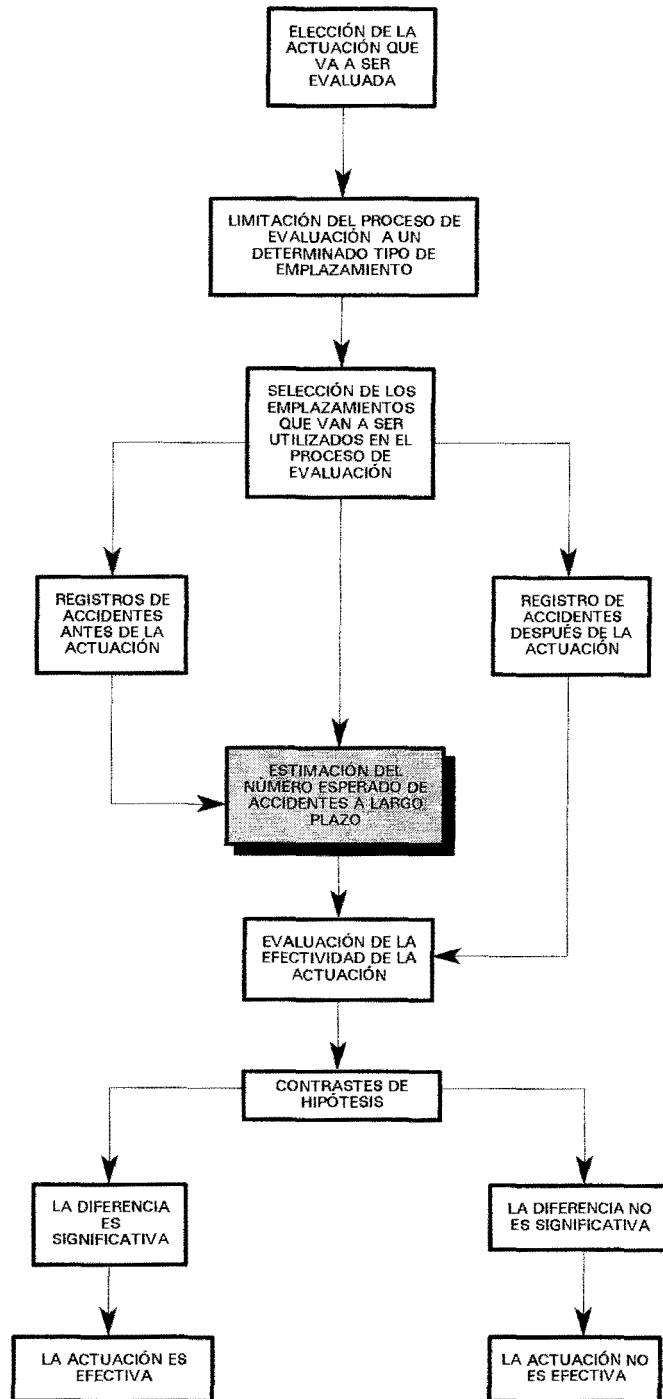 ELECCIÓN DE LA
ACTUACIÓN QUE
VA A SER
EVALUADA
LIMITACIÓN DEL PROCESO DE
EVALUACIÓN A UN
DETERMINADO TIPO DE
EMPLAZAMIENTO
SELECCIÓN DE LOS
EMPLAZAMIENTOS
QUE VAN A SER
UTILIZADOS EN EL
PROCESO DE
EVALUACIÓN
REGISTROS DE
ACCIDENTES
ANTES DE LA
ACTUACIÓN
REGISTRO DE
ACCIDENTES
DESPUÉS DE LA
ACTUACIÓN
ESTIMACIÓN DEL
NÚMERO ESPERADO DE
ACCIDENTES A LARGO
PLAZO
EVALUACIÓN DE LA
EFECTIVIDAD DE LA
ACTUACIÓN
CONTRASTES DE
HIPÓTESIS
LA DIFERENCIA
ES
SIGNIFICATIVA
LA DIFERENCIA NO
ES SIGNIFICATIVA
LA ACTUACIÓN ES
EFECTIVA
LA ACTUACIÓN NO
ES EFECTIVA